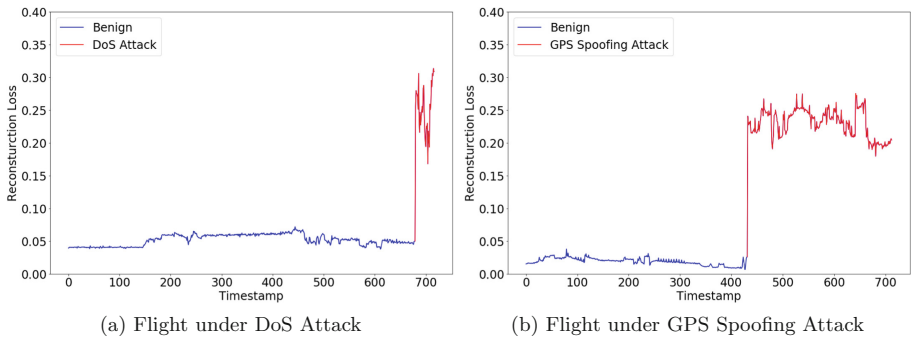 0.40
0.35
0.30
0.25
0.20
0.15
0.10
0.05
0.00
Reconsturction Loss
Benign
DoS Attack
0 100 200 300 400 500 600 700
Timestamp
(a) Flight under DoS Attack
0.40
0.35
0.30
0.25
0.20
0.15
0.10
0.05
0.00
Reconsturction Loss
Benign
GPS Spoofing Attack
0 100 200 300 400 500 600 700
Timestamp
(b) Flight under GPS Spoofing Attack